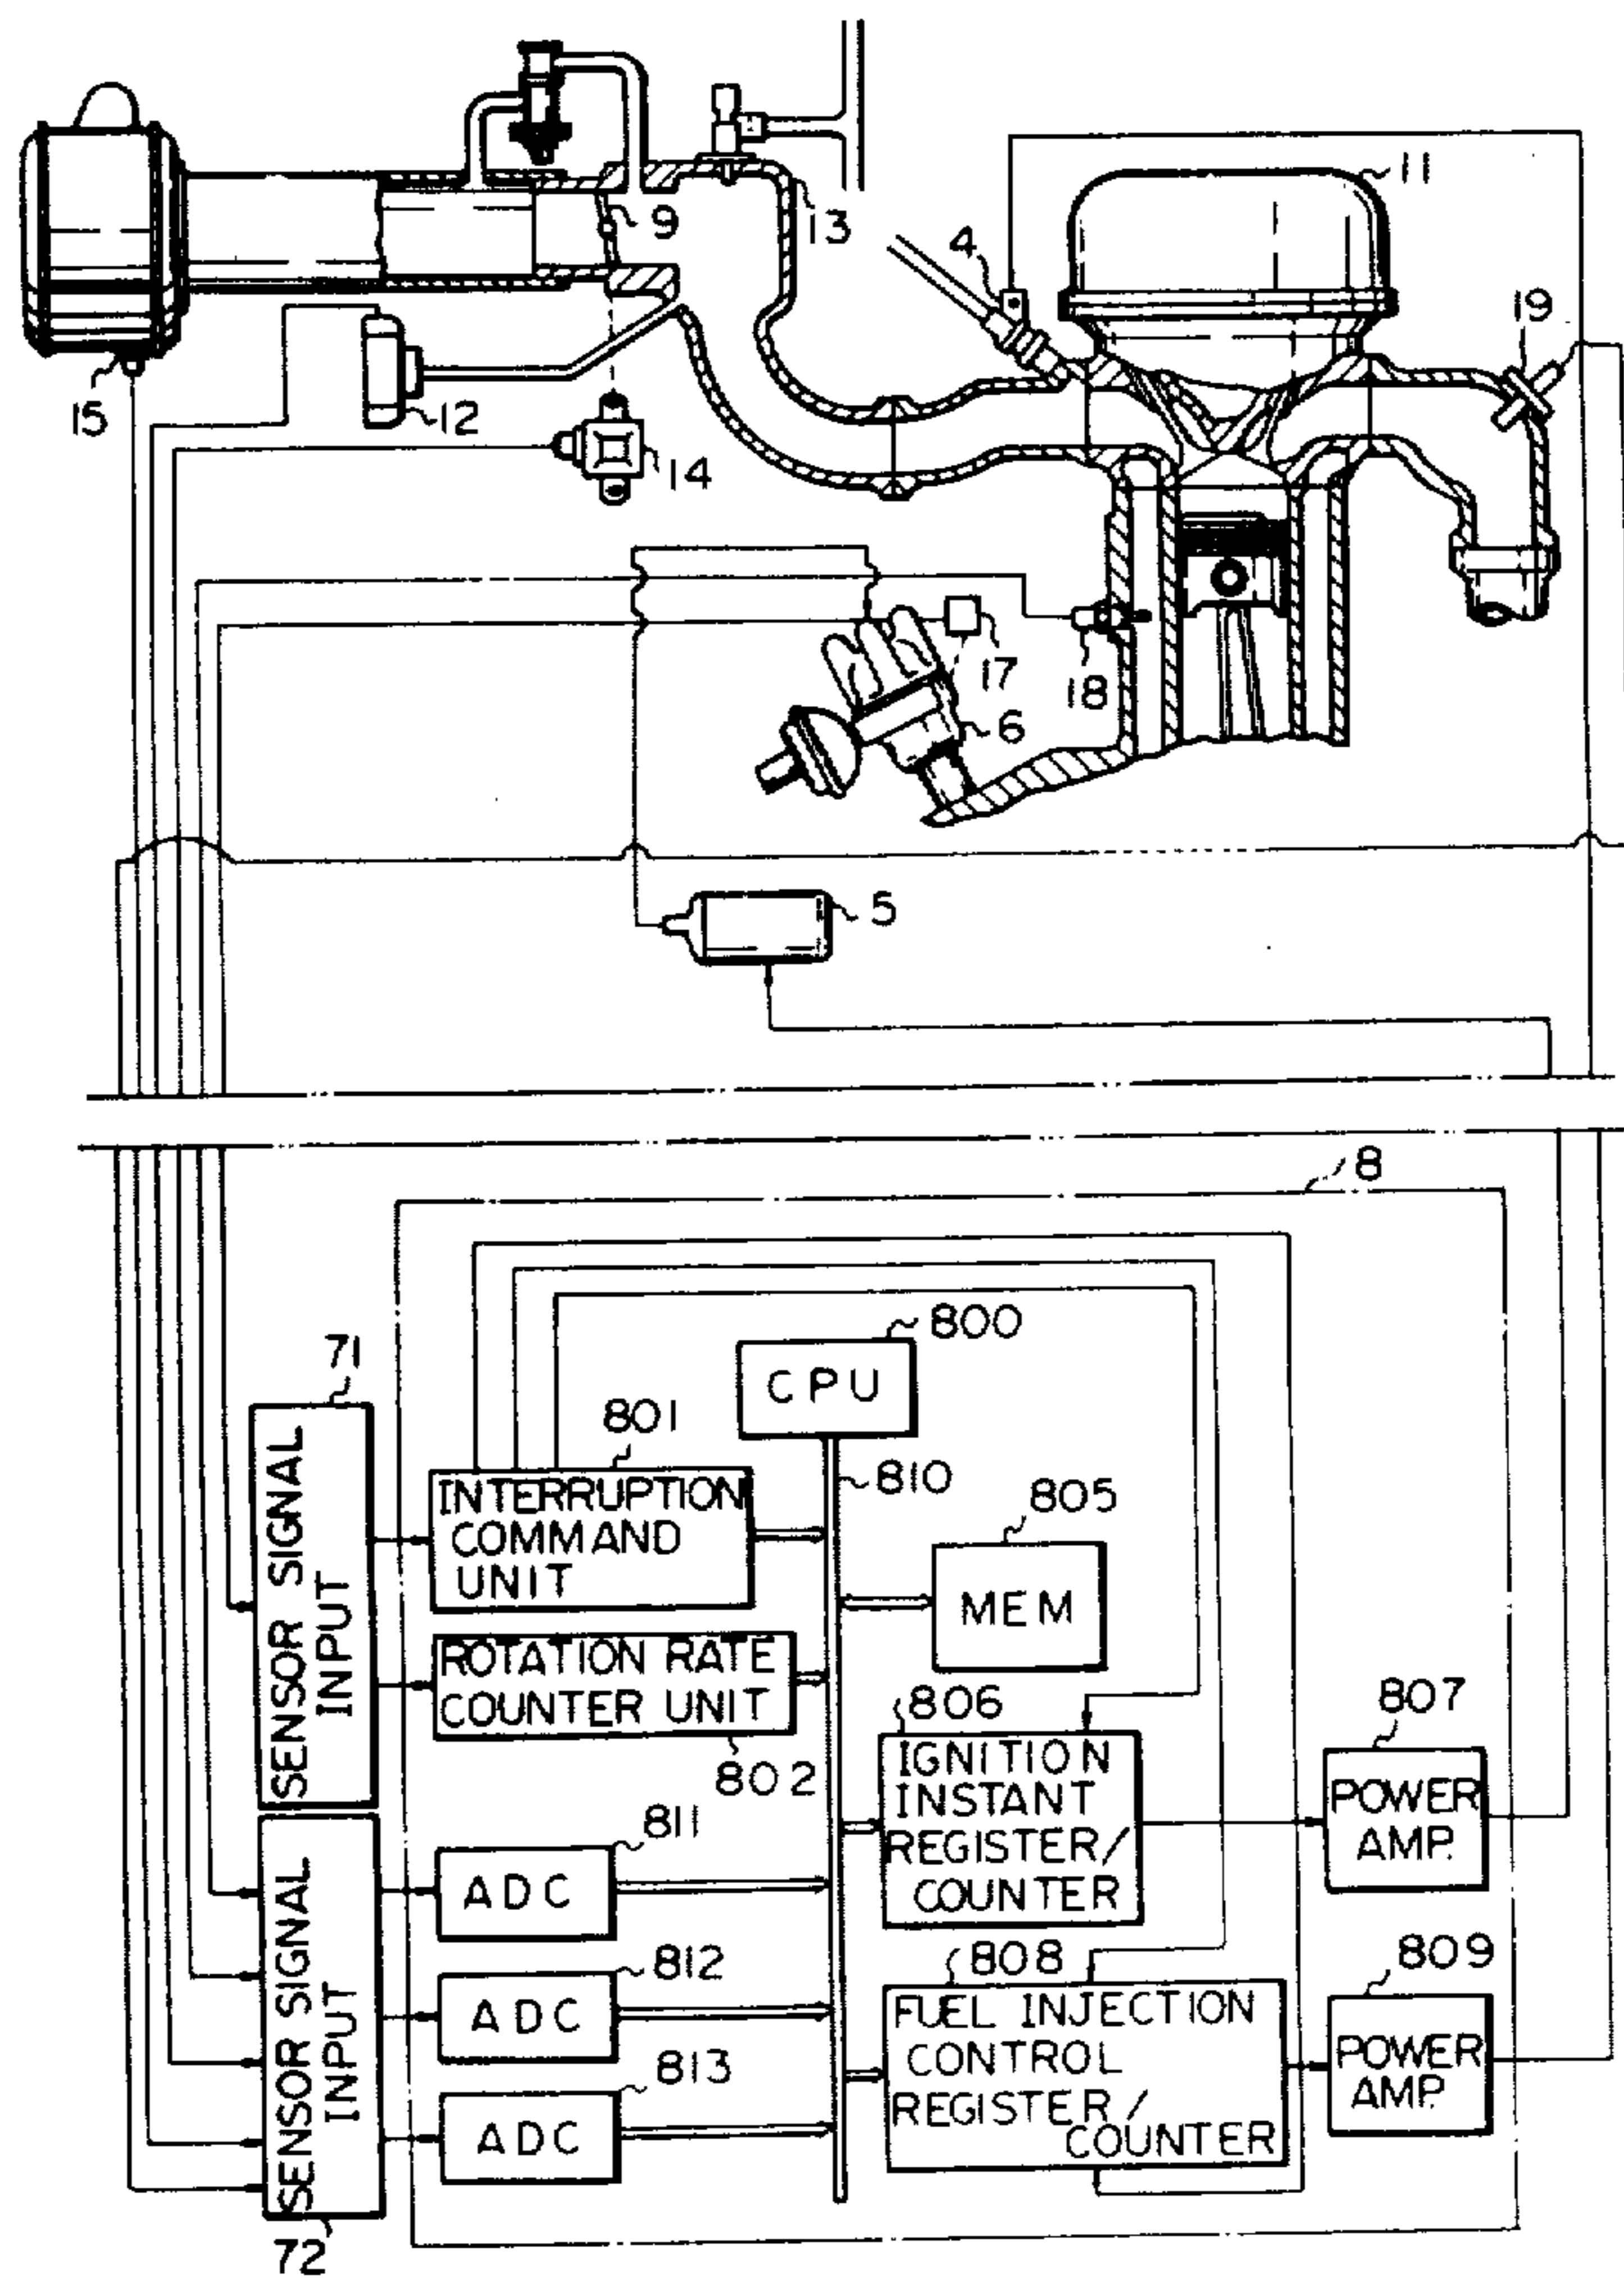 11
9
13
4
19
15
12
14
17
18
6
5
8
800
CPU
71
SENSOR SIGNAL
INPUT
801
INTERRUPTION
COMMAND
UNIT
810
805
MEM
ROTATION RATE
COUNTER UNIT
802
806
IGNITION
INSTANT
REGISTER/
COUNTER
807
POWER
AMP.
811
ADC
812
ADC
813
ADC
808
FUEL INJECTION
CONTROL
REGISTER/
COUNTER
809
POWER
AMP.
SENSOR SIGNAL
INPUT
72